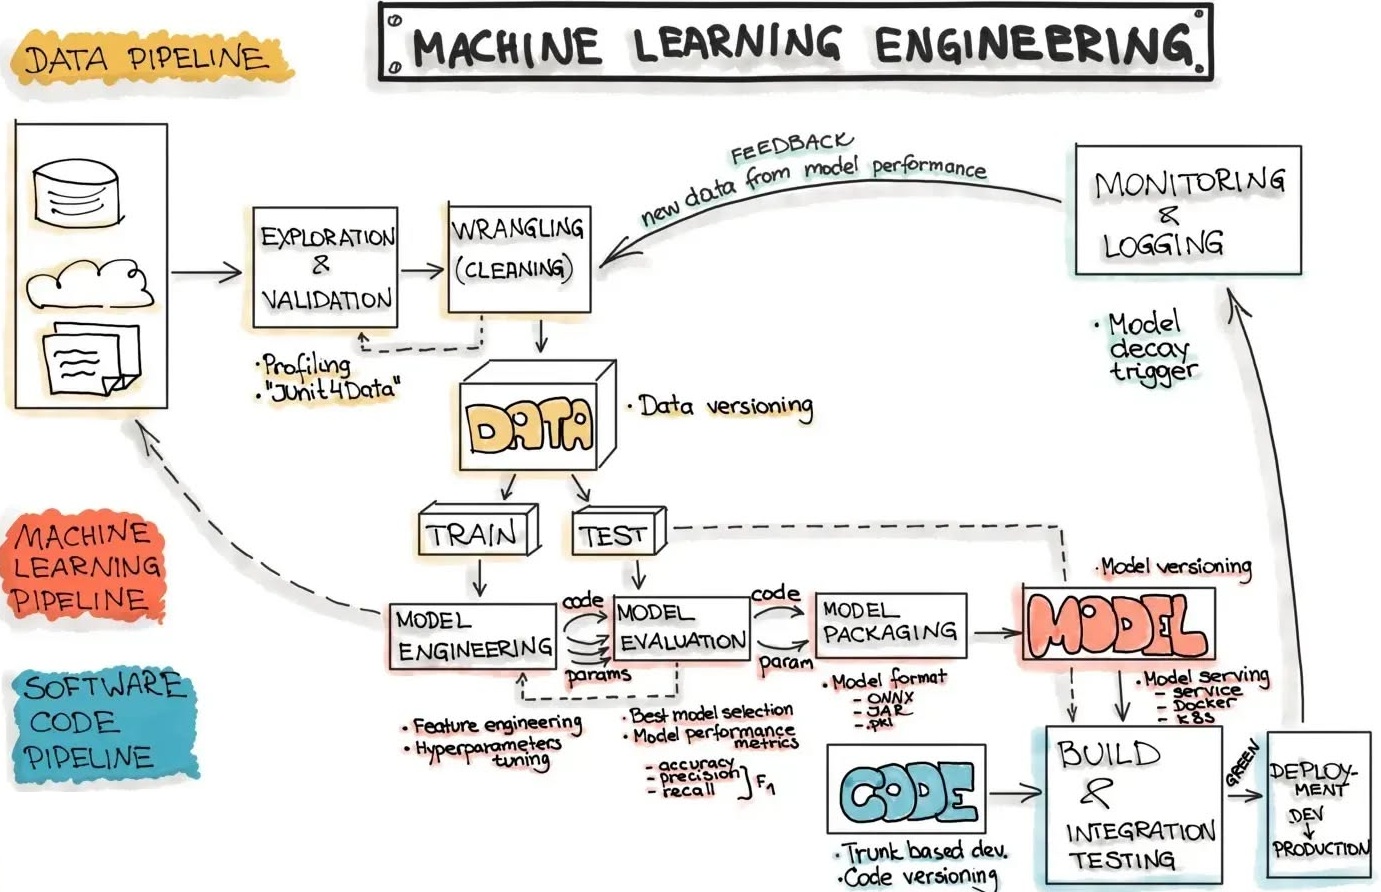 MACHINE LEARNING ENGINEERING
DATA PIPELINE
EXPLORATION
&
VALIDATION
• Profiling
• "JUnit4Data"
WRANGLING
(CLEANING)
FEEDBACK
new data from model performance
MONITORING
&
LOGGING
• Model
decay
trigger
DATA
• Data versioning
TRAIN
TEST
MACHINE
LEARNING
PIPELINE
MODEL
ENGINEERING
• Feature engineering
• Hyperparameters
tuning
code
params
MODEL
EVALUATION
• Best model selection
• Model performance
metrics
- accuracy
- precision
- recall
F1
code
param
MODEL
PACKAGING
• Model format
- ONNX
- JAR
- .pkl
• Model versioning
MODEL
• Model serving
- service
- Docker
- K8S
SOFTWARE
CODE
PIPELINE
CODE
• Trunk based dev.
• Code versioning
BUILD
&
INTEGRATION
TESTING
GREEN
DEPLOY-
MENT
DEV
PRODUCTION